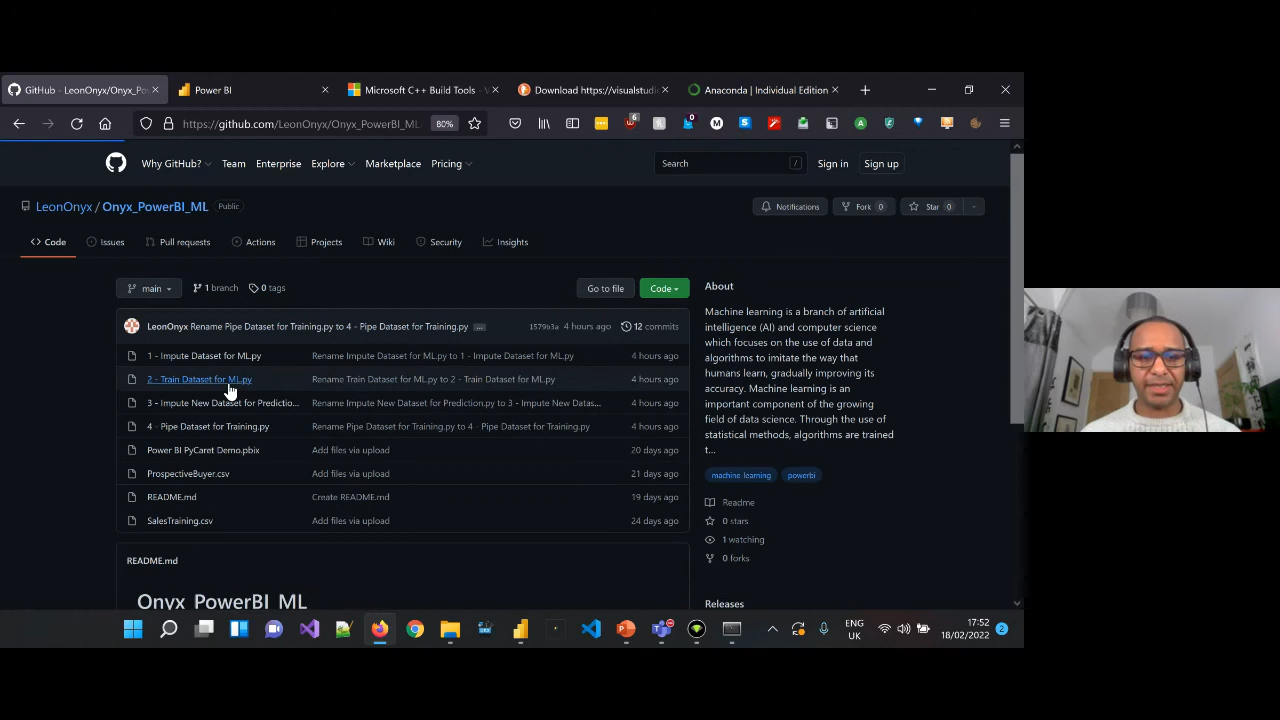 GitHub - LeonOnyx/Onyx_Po
Power BI
Microsoft C++ Build Tools - V
Download https://visualstudi
Anaconda | Individual Edition
https://github.com/LeonOnyx/Onyx_PowerBI_ML
80%
6
0
Why GitHub?
Team
Enterprise
Explore
Marketplace
Pricing
Search
/
Sign in
Sign up
LeonOnyx / Onyx_PowerBI_ML
Public
Notifications
Fork 0
Star 0
Code
Issues
Pull requests
Actions
Projects
Wiki
Security
Insights
main
1 branch
0 tags
Go to file
Code
LeonOnyx Rename Pipe Dataset for Training.py to 4 - Pipe Dataset for Training.py ... 1579b3a 4 hours ago 12 commits
1 - Impute Dataset for ML.py Rename Impute Dataset for ML.py to 1 - Impute Dataset for ML.py 4 hours ago
2 - Train Dataset for ML.py Rename Train Dataset for ML.py to 2 - Train Dataset for ML.py 4 hours ago
3 - Impute New Dataset for Predictio... Rename Impute New Dataset for Prediction.py to 3 - Impute New Datas... 4 hours ago
4 - Pipe Dataset for Training.py Rename Pipe Dataset for Training.py to 4 - Pipe Dataset for Training.py 4 hours ago
Power BI PyCaret Demo.pbix Add files via upload 20 days ago
ProspectiveBuyer.csv Add files via upload 21 days ago
README.md Create README.md 19 days ago
SalesTraining.csv Add files via upload 24 days ago
README.md
Onyx_PowerBI_ML
About
Machine learning is a branch of artificial
intelligence (AI) and computer science
which focuses on the use of data and
algorithms to imitate the way that
humans learn, gradually improving its
accuracy. Machine learning is an
important component of the growing
field of data science. Through the use of
statistical methods, algorithms are trained
t...
machine learning
powerbi
Readme
0 stars
1 watching
0 forks
Releases
ENG
UK
17:52
18/02/2022
2